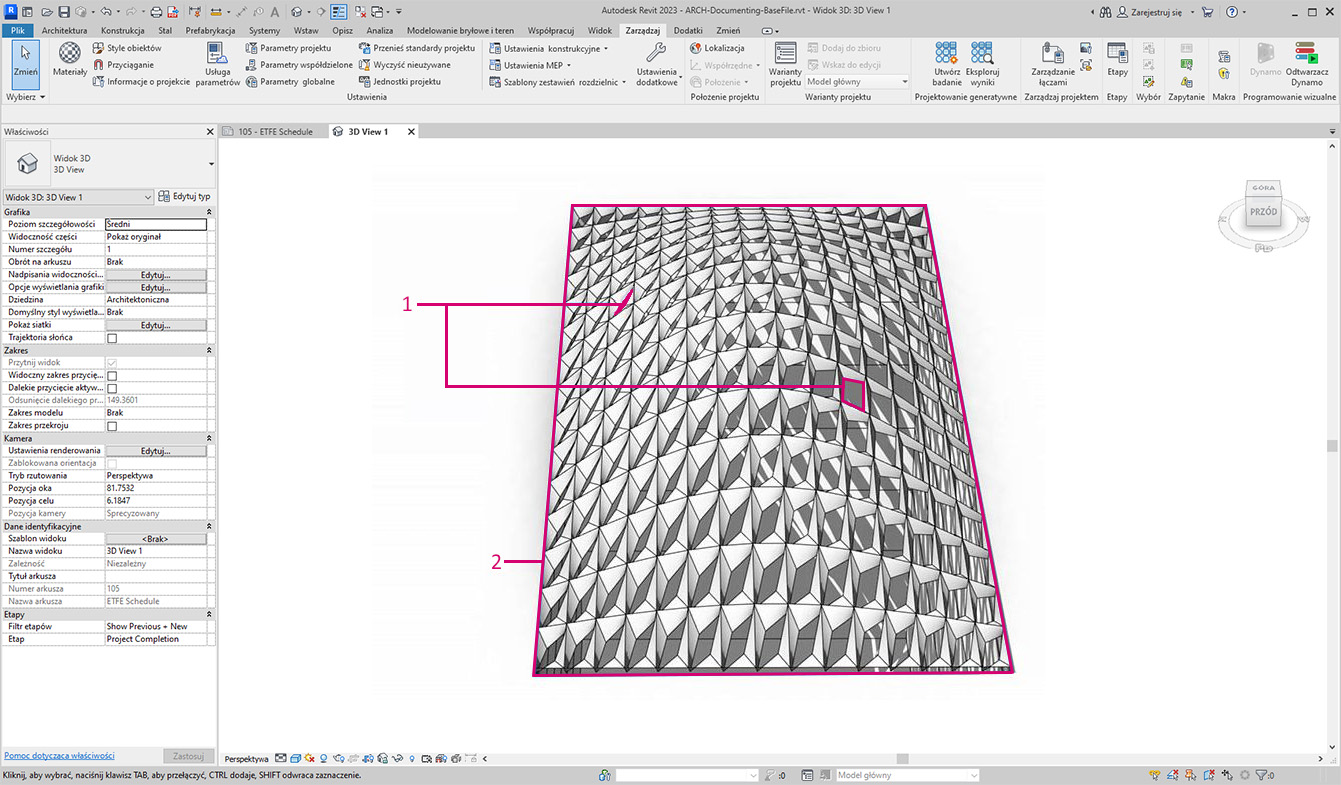 Autodesk Revit 2023 - ARCH-Documenting-BaseFile.rvt - Widok 3D: 3D View 1
Zarejestruj się
Plik Architektura Konstrukcja Stal Prefabrykacja Systemy Wstaw Opisz Analiza Modelowanie bryłowe i teren Współpracuj Widok Zarządzaj Dodatki Zmień
Zmień
Materiały
Style obiektów
Przyciąganie
Informacje o projekcie
Usługa
parametrów
Parametry projektu
Parametry współdzielone
Parametry globalne
Przenieś standardy projektu
Wyczyść nieużywane
Jednostki projektu
Ustawienia konstrukcyjne
Ustawienia MEP
Szablony zestawień rozdzielnic
Ustawienia
dodatkowe
Lokalizacja
Współrzędne
Położenie
Warianty
projektu
Dodaj do zbioru
Wskaż do edycji
Model główny
Utwórz
badanie
Eksploruj
wyniki
Zarządzanie
łączami
Etapy
Dynamo
Odtwarzacz
Dynamo
Wybierz
Ustawienia
Położenie projektu
Warianty projektu
Projektowanie generatywne
Zarządzaj projektem
Etapy
Wybór
Zapytanie
Makra
Programowanie wizualne
Właściwości
105 - ETFE Schedule
3D View 1
Widok 3D
3D View
Widok 3D: 3D View 1
Edytuj typ
Grafika
Poziom szczegółowości Średni
Widoczność części Pokaż oryginał
Numer szczegółu 1
Obrót na arkuszu Brak
Nadpisania widoczności... Edytuj...
Opcje wyświetlania grafiki Edytuj...
Dziedzina Architektoniczna
Domyślny styl wyświetla... Brak
Pokaż siatki Edytuj...
Trajektoria słońca
Zakres
Przytnij widok
Widoczny zakres przycię...
Dalekie przycięcie aktyw...
Odsunięcie dalekiego pr... 149.3601
Zakres modelu Brak
Zakres przekroju
Kamera
Ustawienia renderowania Edytuj...
Zablokowana orientacja
Tryb rzutowania Perspektywa
Pozycja oka 81.7532
Pozycja celu 6.1847
Pozycja kamery Sprecyzowany
Dane identyfikacyjne
Szablon widoku <Brak>
Nazwa widoku 3D View 1
Zależność Niezależny
Tytuł arkusza
Numer arkusza 105
Nazwa arkusza ETFE Schedule
Etapy
Filtr etapów Show Previous + New
Etap Project Completion
GÓRA
PRZÓD
1
2
Pomoc dotycząca właściwości
Zastosuj
Perspektywa
Kliknij, aby wybrać, naciśnij klawisz TAB, aby przełączyć, CTRL dodaje, SHIFT odwraca zaznaczenie.
:0
Model główny
:0